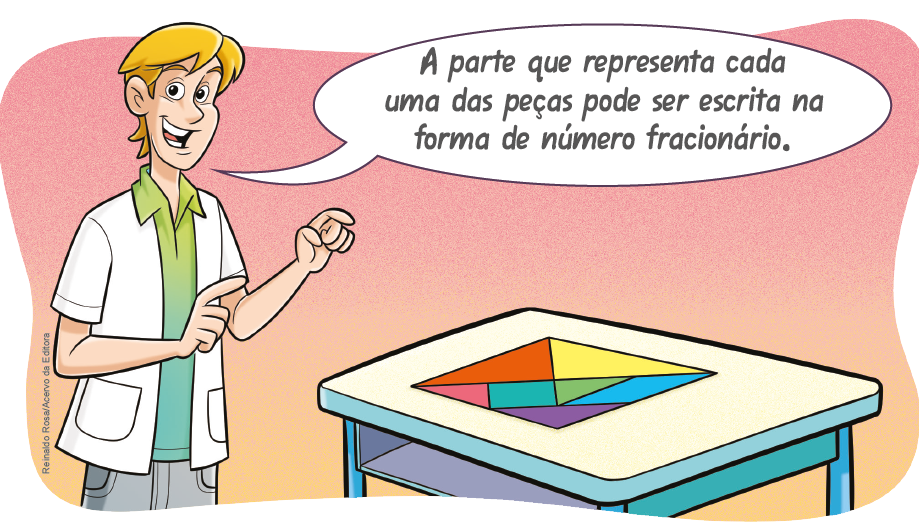 A parte que representa cada
uma das peças pode ser escrita na
forma de número fracionário.
Reinaldo Rosa/Acervo da Editora